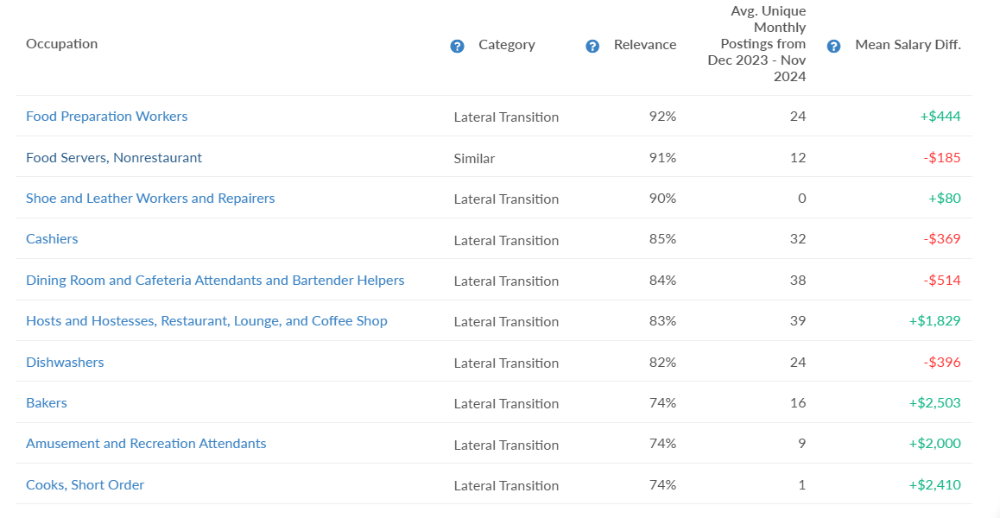 Occupation ? Category ? Relevance Avg. Unique Monthly Postings from Dec 2023 - Nov 2024 ? Mean Salary Diff.
Food Preparation Workers Lateral Transition 92% 24 +$444
Food Servers, Nonrestaurant Similar 91% 12 -$185
Shoe and Leather Workers and Repairers Lateral Transition 90% 0 +$80
Cashiers Lateral Transition 85% 32 -$369
Dining Room and Cafeteria Attendants and Bartender Helpers Lateral Transition 84% 38 -$514
Hosts and Hostesses, Restaurant, Lounge, and Coffee Shop Lateral Transition 83% 39 +$1,829
Dishwashers Lateral Transition 82% 24 -$396
Bakers Lateral Transition 74% 16 +$2,503
Amusement and Recreation Attendants Lateral Transition 74% 9 +$2,000
Cooks, Short Order Lateral Transition 74% 1 +$2,410